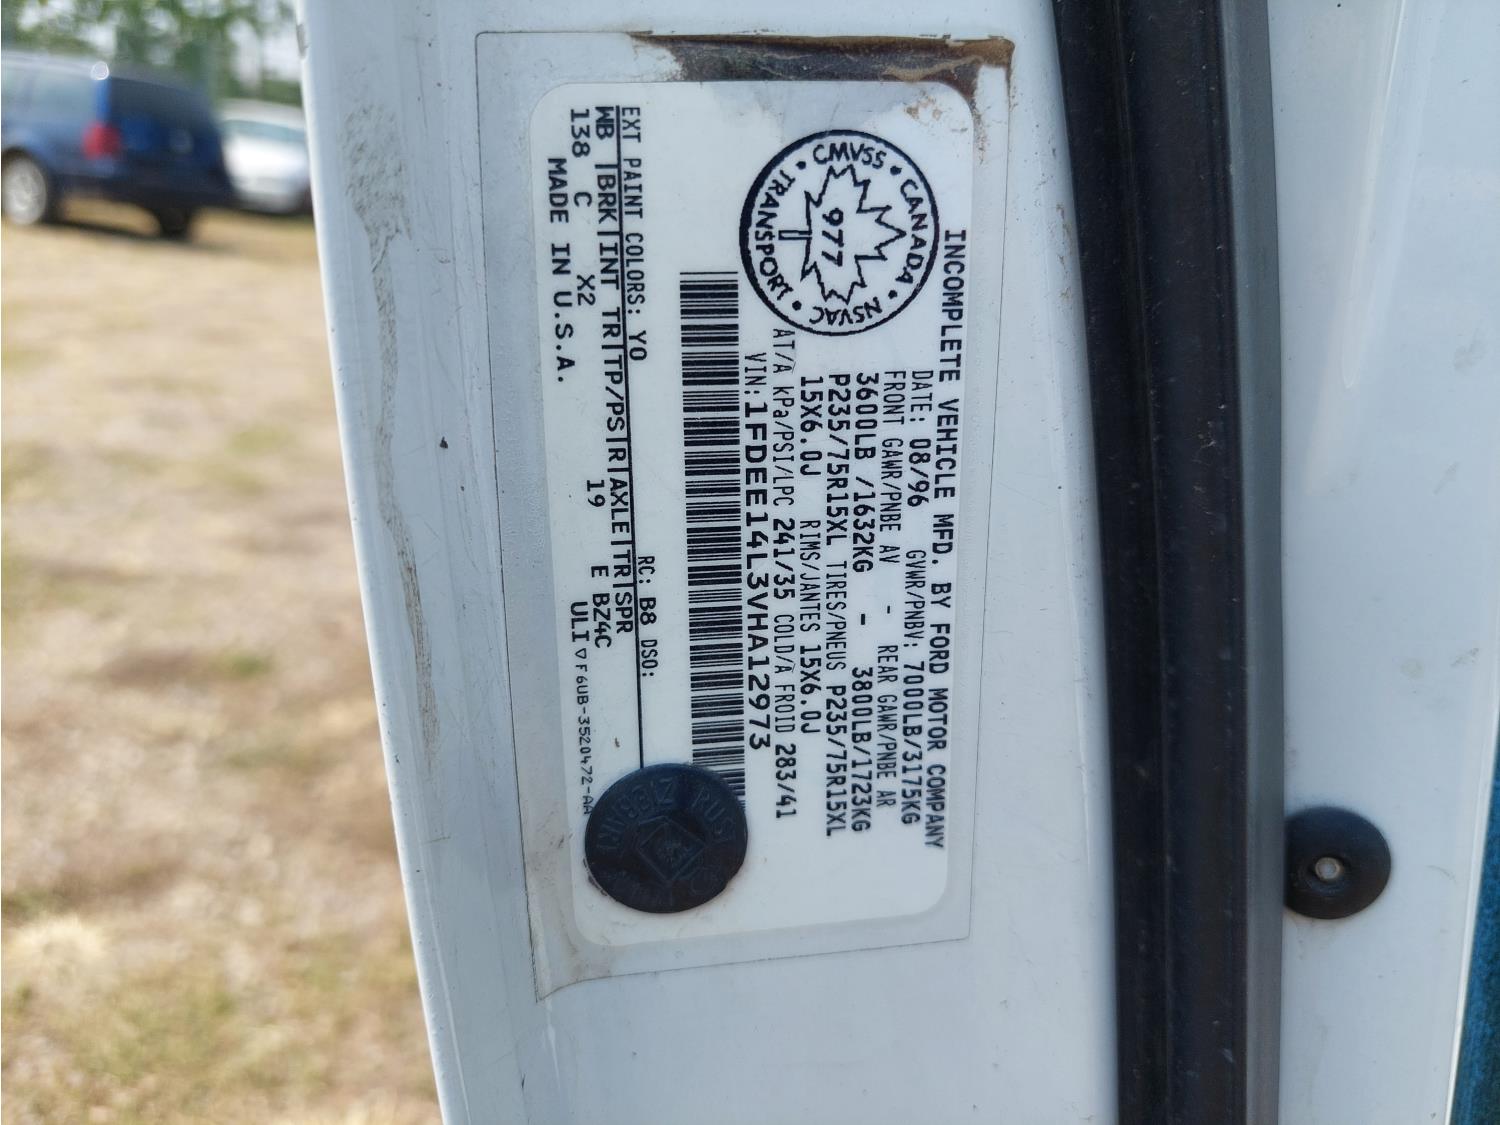 INCOMPLETE VEHICLE MFD. BY FORD MOTOR COMPANY
DATE: 08/96 GVWR/PNBV: 7000LB/3175KG
FRONT GAWR/PNBE AV - REAR GAWR/PNBE AR
3600LB /1632KG - 3800LB/1723KG
P235/75R15XL TIRES/PNEUS P235/75R15XL
15X6.0J RIMS/JANTES 15X6.0J
AT/A kPa/PSI/LPC 241/35 COLD/A FROID 283/41
VIN: 1FDEE14L3VHA12973
CMVSS • CANADA • NSVAC • TRANSPORT •
977
EXT PAINT COLORS: YO RC: B8 DSO:
WB |BRK|INT TR|TP/PS|R|AXLE|TR|SPR
138 C X2 19 E BZ4C
MADE IN U.S.A. ULI ▽ F6UB-3520472-AA
RUST